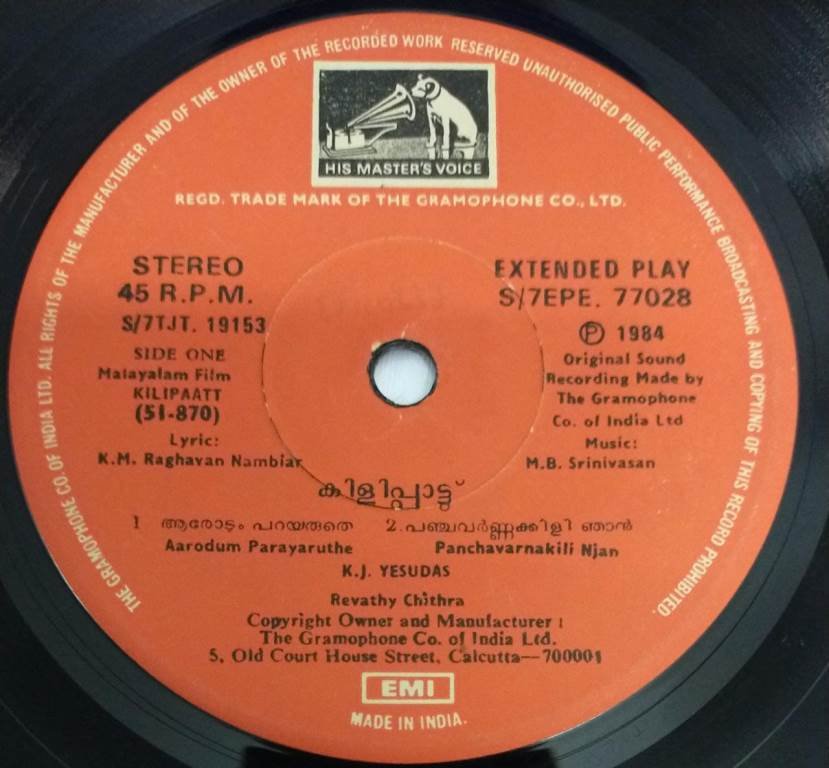 THE GRAMOPHONE CO. OF INDIA LTD. ALL RIGHTS OF THE MANUFACTURER AND OF THE OWNER OF THE RECORDED WORK RESERVED UNAUTHORISED PUBLIC PERFORMANCE BROADCASTING AND COPYING OF THIS RECORD PROHIBITED.
HIS MASTER'S VOICE
REGD. TRADE MARK OF THE GRAMOPHONE CO., LTD.
STEREO
45 R.P.M.
S/7TJT. 19153
SIDE ONE
Malayalam Film
KILIPAATT
(51-870)
Lyric:
K.M. Raghavan Nambiar
EXTENDED PLAY
S/7EPE. 77028
Ⓟ 1984
Original Sound
Recording Made by
The Gramophone
Co. of India Ltd
Music:
M.B. Srinivasan
കിളിപ്പാട്ട്
1 ആരോടും പറയരുതെ 2. പഞ്ചവർണ്ണക്കിളി ഞാൻ
Aarodum Parayaruthe Panchavarnakili Njan
K.J. YESUDAS
Revathy Chithra
Copyright Owner and Manufacturer :
The Gramophone Co. of India Ltd.
5, Old Court House Street, Calcutta—700001
EMI
MADE IN INDIA.